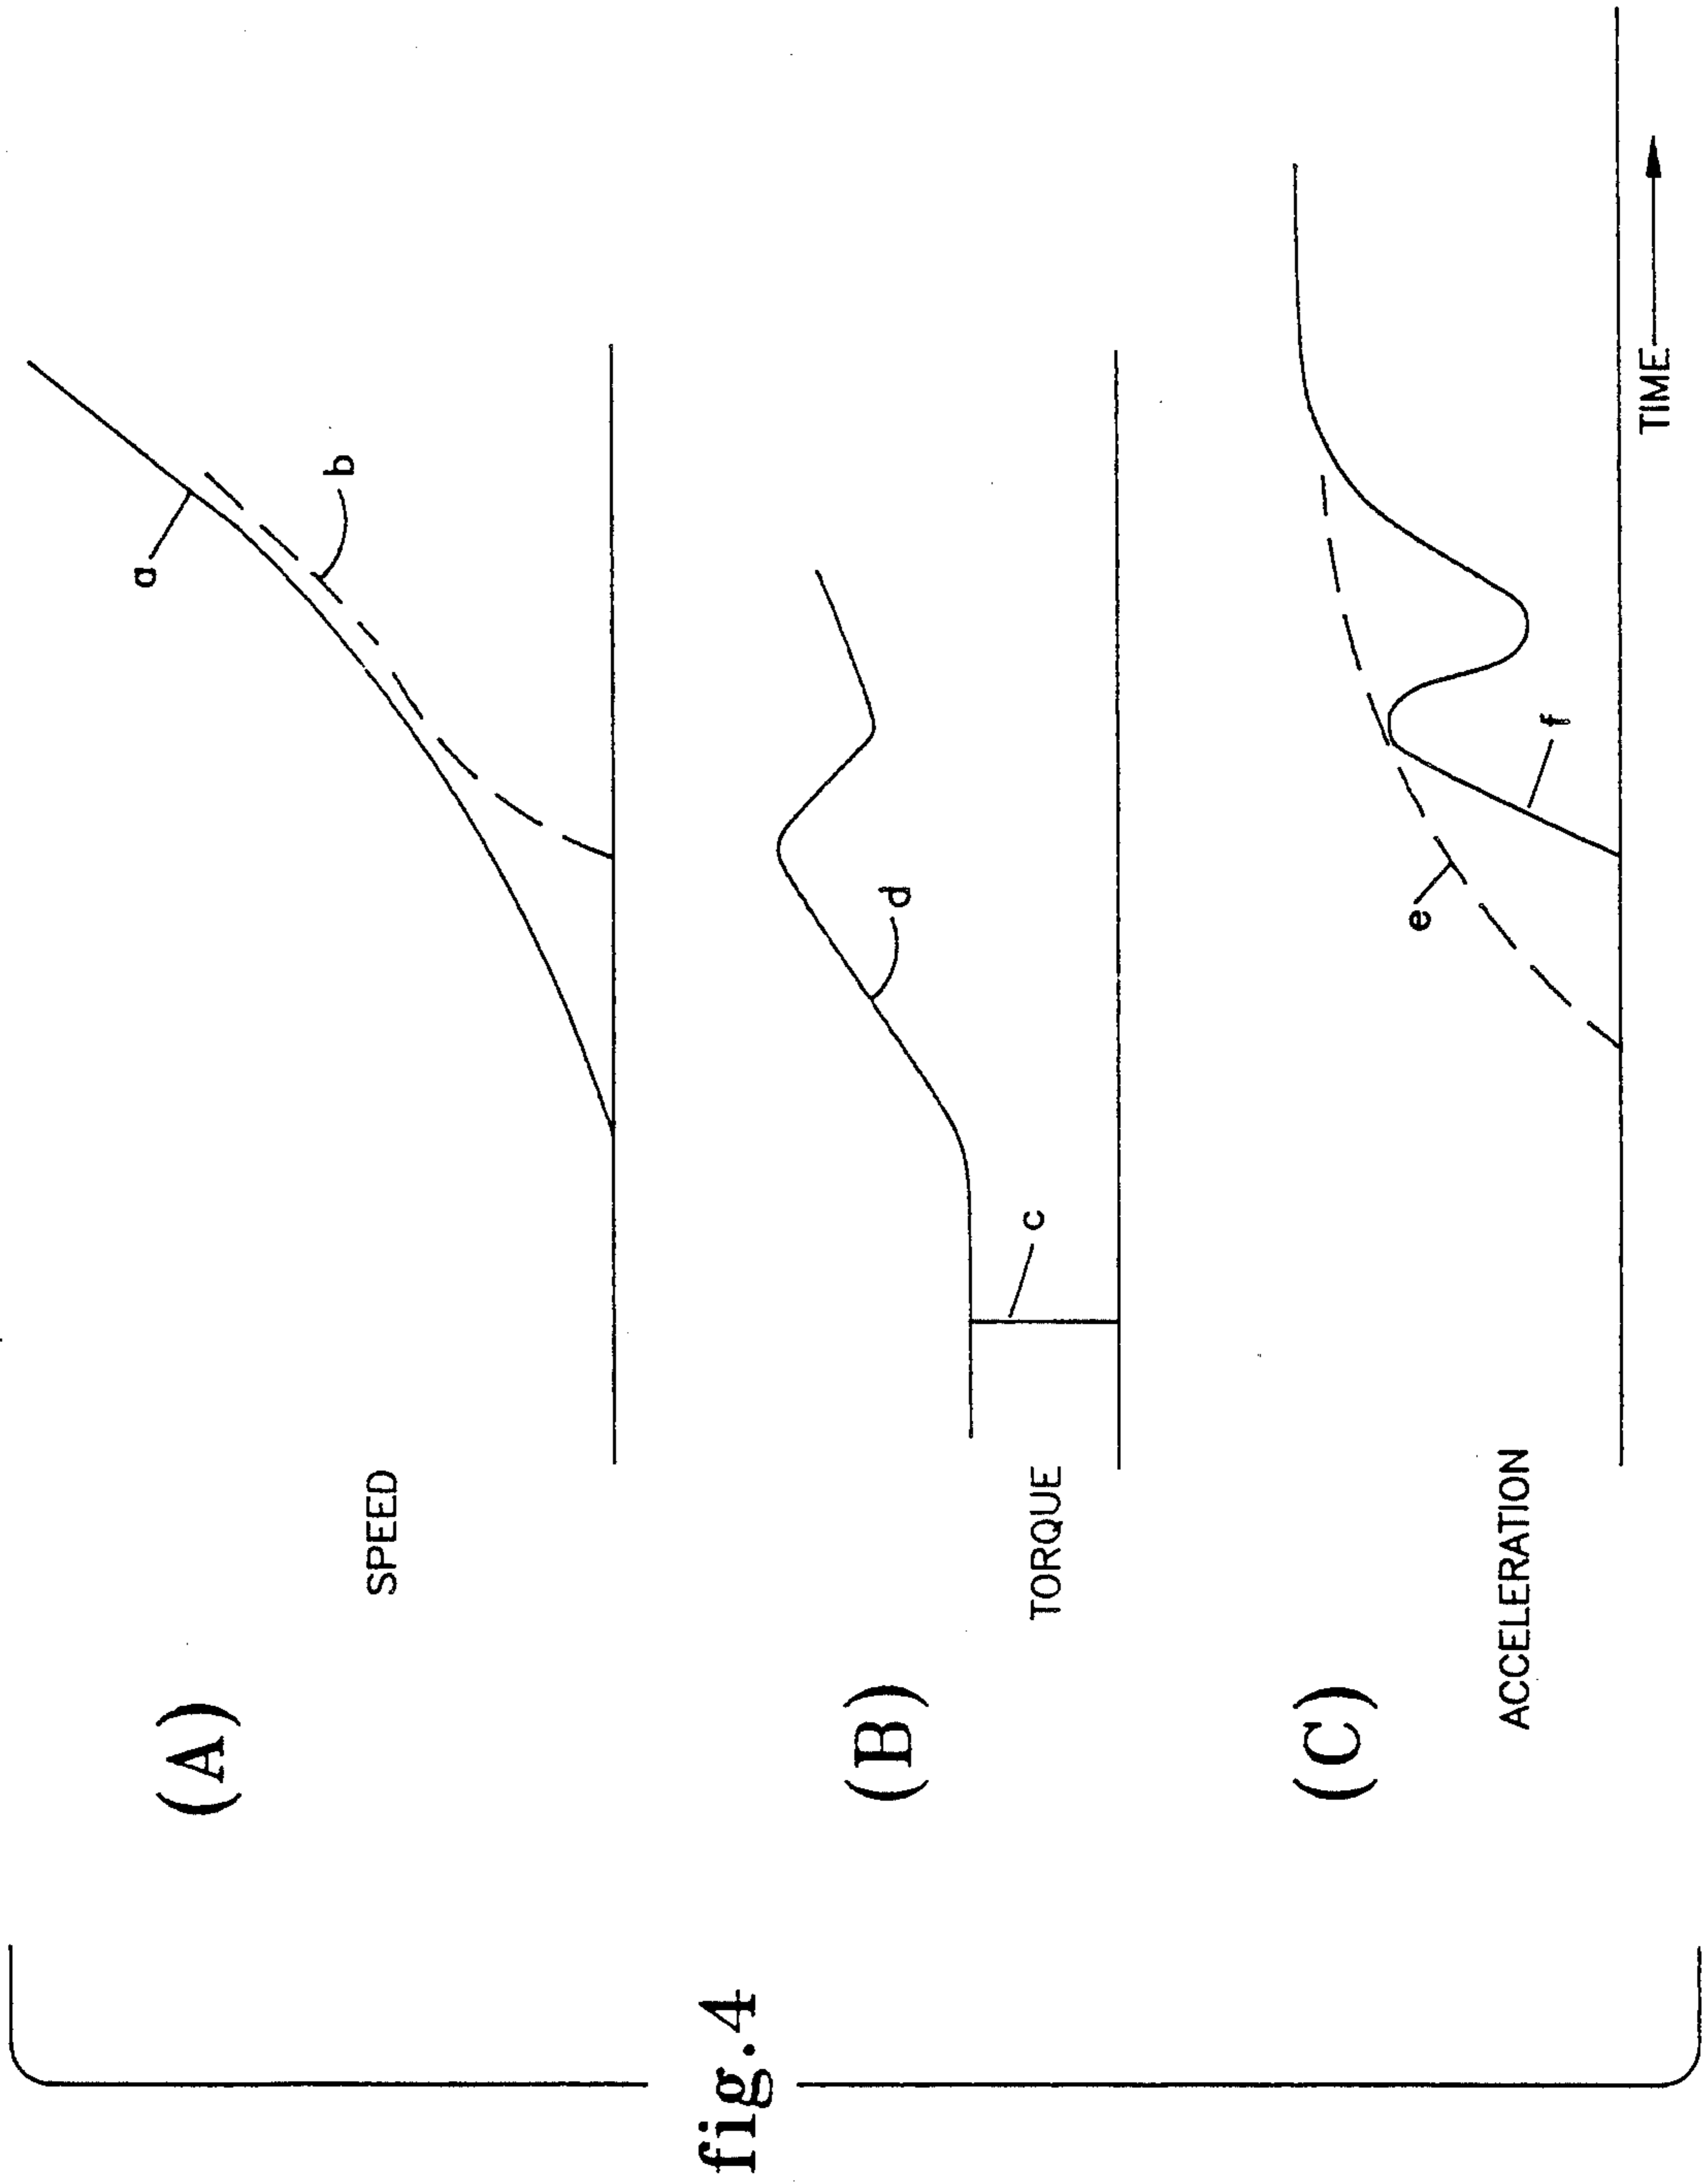 fig.4
(A)
SPEED
a
b
(B)
TORQUE
c
d
(C)
ACCELERATION
e
f
TIME